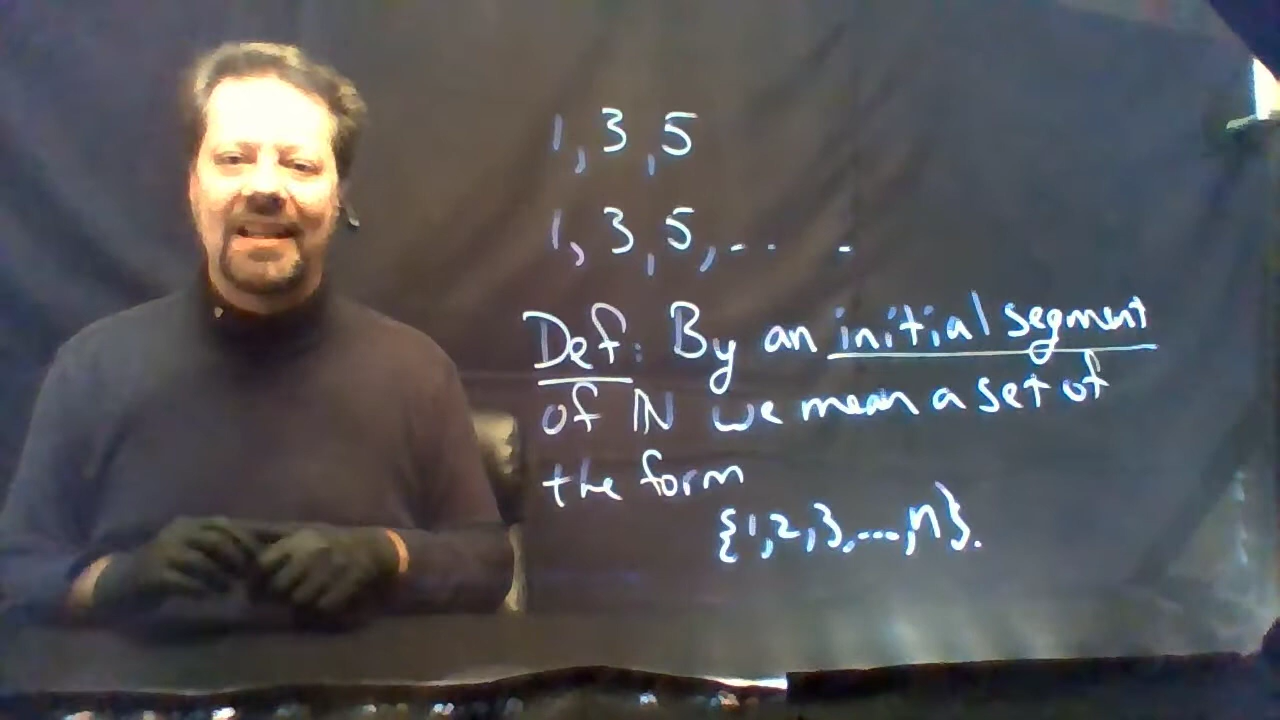 1, 3, 5
1, 3, 5, ... .
Def: By an initial segment
of ℕ we mean a set of
the form
{1,2,3,...,n}.